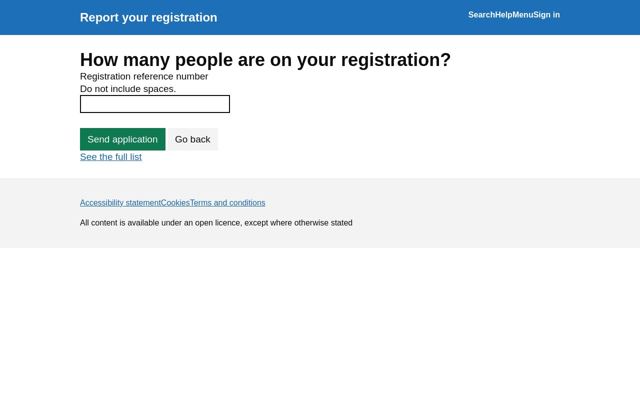 Report your registration
SearchHelpMenuSign in
How many people are on your registration?
Registration reference number
Do not include spaces.
Send application Go back
See the full list
Accessibility statementCookiesTerms and conditions
All content is available under an open licence, except where otherwise stated